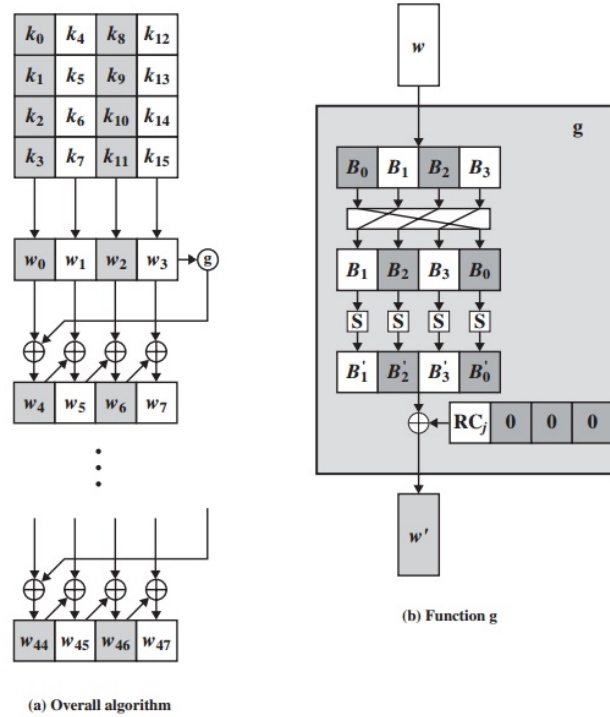 k0 k4 k8 k12
k1 k5 k9 k13
k2 k6 k10 k14
k3 k7 k11 k15
w0 w1 w2 w3 g
w4 w5 w6 w7
w44 w45 w46 w47
(a) Overall algorithm
w
g
B0 B1 B2 B3
B1 B2 B3 B0
S S S S
B'1 B'2 B'3 B'0
RCj 0 0 0
w'
(b) Function g